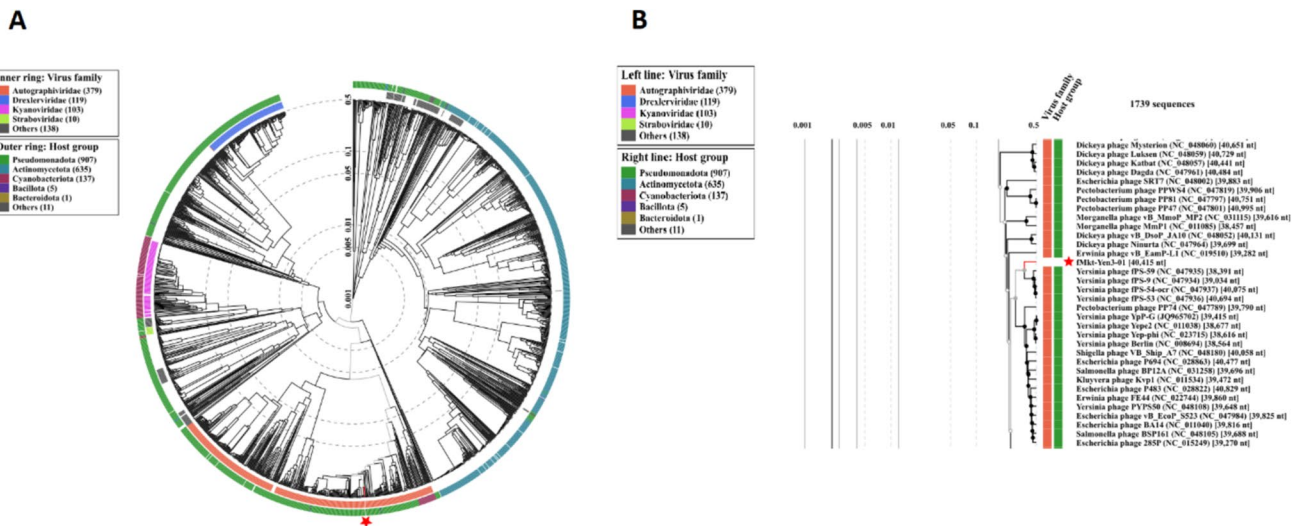 A
nner ring: Virus family
Autographiviridae (379)
Drexlerviridae (119)
Kyanoviridae (103)
Straboviridae (10)
Others (138)
Outer ring: Host group
Pseudomonadota (907)
Actinomycetota (635)
Cyanobacteriota (137)
Bacillota (5)
Bacteroidota (1)
Others (11)
0.5
0.1
0.05
0.01
0.005
0.001
B
Left line: Virus family
Autographiviridae (379)
Drexlerviridae (119)
Kyanoviridae (103)
Straboviridae (10)
Others (138)
Right line: Host group
Pseudomonadota (907)
Actinomycetota (635)
Cyanobacteriota (137)
Bacillota (5)
Bacteroidota (1)
Others (11)
Virus family
Host group
1739 sequences
0.001 0.005 0.01 0.05 0.1 0.5
Dickeya phage Mysterion (NC_048060) [40,651 nt]
Dickeya phage Luksen (NC_048059) [40,729 nt]
Dickeya phage Katbat (NC_048057) [40,441 nt]
Dickeya phage Dagda (NC_047961) [40,484 nt]
Escherichia phage SRT7 (NC_048002) [39,883 nt]
Pectobacterium phage PPWS4 (NC_047819) [39,906 nt]
Pectobacterium phage PP81 (NC_047797) [40,751 nt]
Pectobacterium phage PP47 (NC_047801) [40,995 nt]
Morganella phage vB_MmoP_MP2 (NC_031115) [39,616 nt]
Morganella phage MmP1 (NC_011085) [38,457 nt]
Dickeya phage vB_DsoP_JA10 (NC_048052) [40,131 nt]
Dickeya phage Ninurta (NC_047964) [39,699 nt]
Erwinia phage vB_EamP-L1 (NC_019510) [39,282 nt]
fMkt-Yen3-01 [40,415 nt]
Yersinia phage fPS-59 (NC_047935) [38,391 nt]
Yersinia phage fPS-9 (NC_047934) [39,034 nt]
Yersinia phage fPS-54-ocr (NC_047937) [40,075 nt]
Yersinia phage fPS-53 (NC_047936) [40,694 nt]
Pectobacterium phage PP74 (NC_047789) [39,790 nt]
Yersinia phage YpP-G (JQ965702) [39,415 nt]
Yersinia phage Yepe2 (NC_011038) [38,677 nt]
Yersinia phage Yep-phi (NC_023715) [38,616 nt]
Yersinia phage Berlin (NC_008694) [38,564 nt]
Shigella phage VB_Ship_A7 (NC_048180) [40,058 nt]
Escherichia phage P694 (NC_028863) [40,477 nt]
Salmonella phage BP12A (NC_031258) [39,696 nt]
Kluyvera phage Kvp1 (NC_011534) [39,472 nt]
Escherichia phage P483 (NC_028822) [40,829 nt]
Erwinia phage FE44 (NC_022744) [39,860 nt]
Yersinia phage PYPS50 (NC_048108) [39,648 nt]
Escherichia phage vB_EcoP_S523 (NC_047984) [39,825 nt]
Escherichia phage BA14 (NC_011040) [39,816 nt]
Salmonella phage BSP161 (NC_048105) [39,688 nt]
Escherichia phage 285P (NC_015249) [39,270 nt]